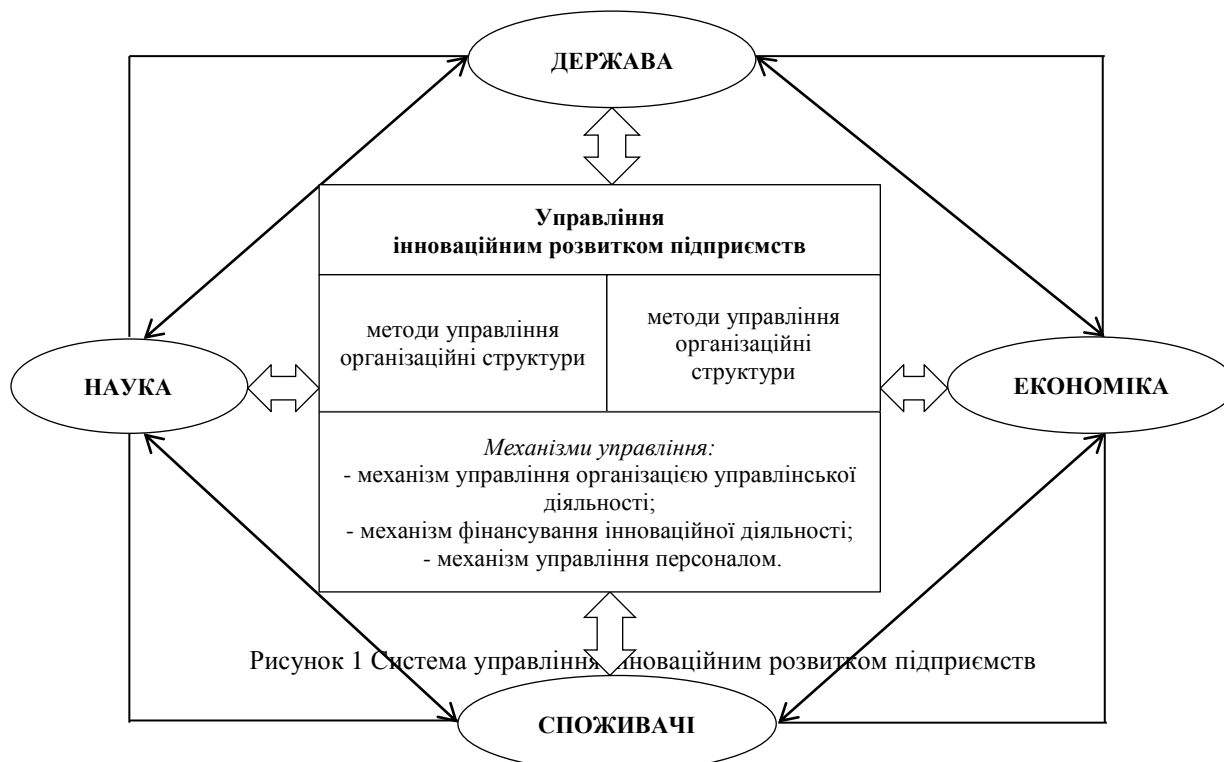 ДЕРЖАВА
Управління
інноваційним розвитком підприємств
методи управління
організаційні структури
методи управління
організаційні
структури
НАУКА
ЕКОНОМІКА
Механізми управління:
- механізм управління організацією управлінської
діяльності;
- механізм фінансування інноваційної діяльності;
- механізм управління персоналом.
Рисунок 1 Система управління інноваційним розвитком підприємств
СПОЖИВАЧІ